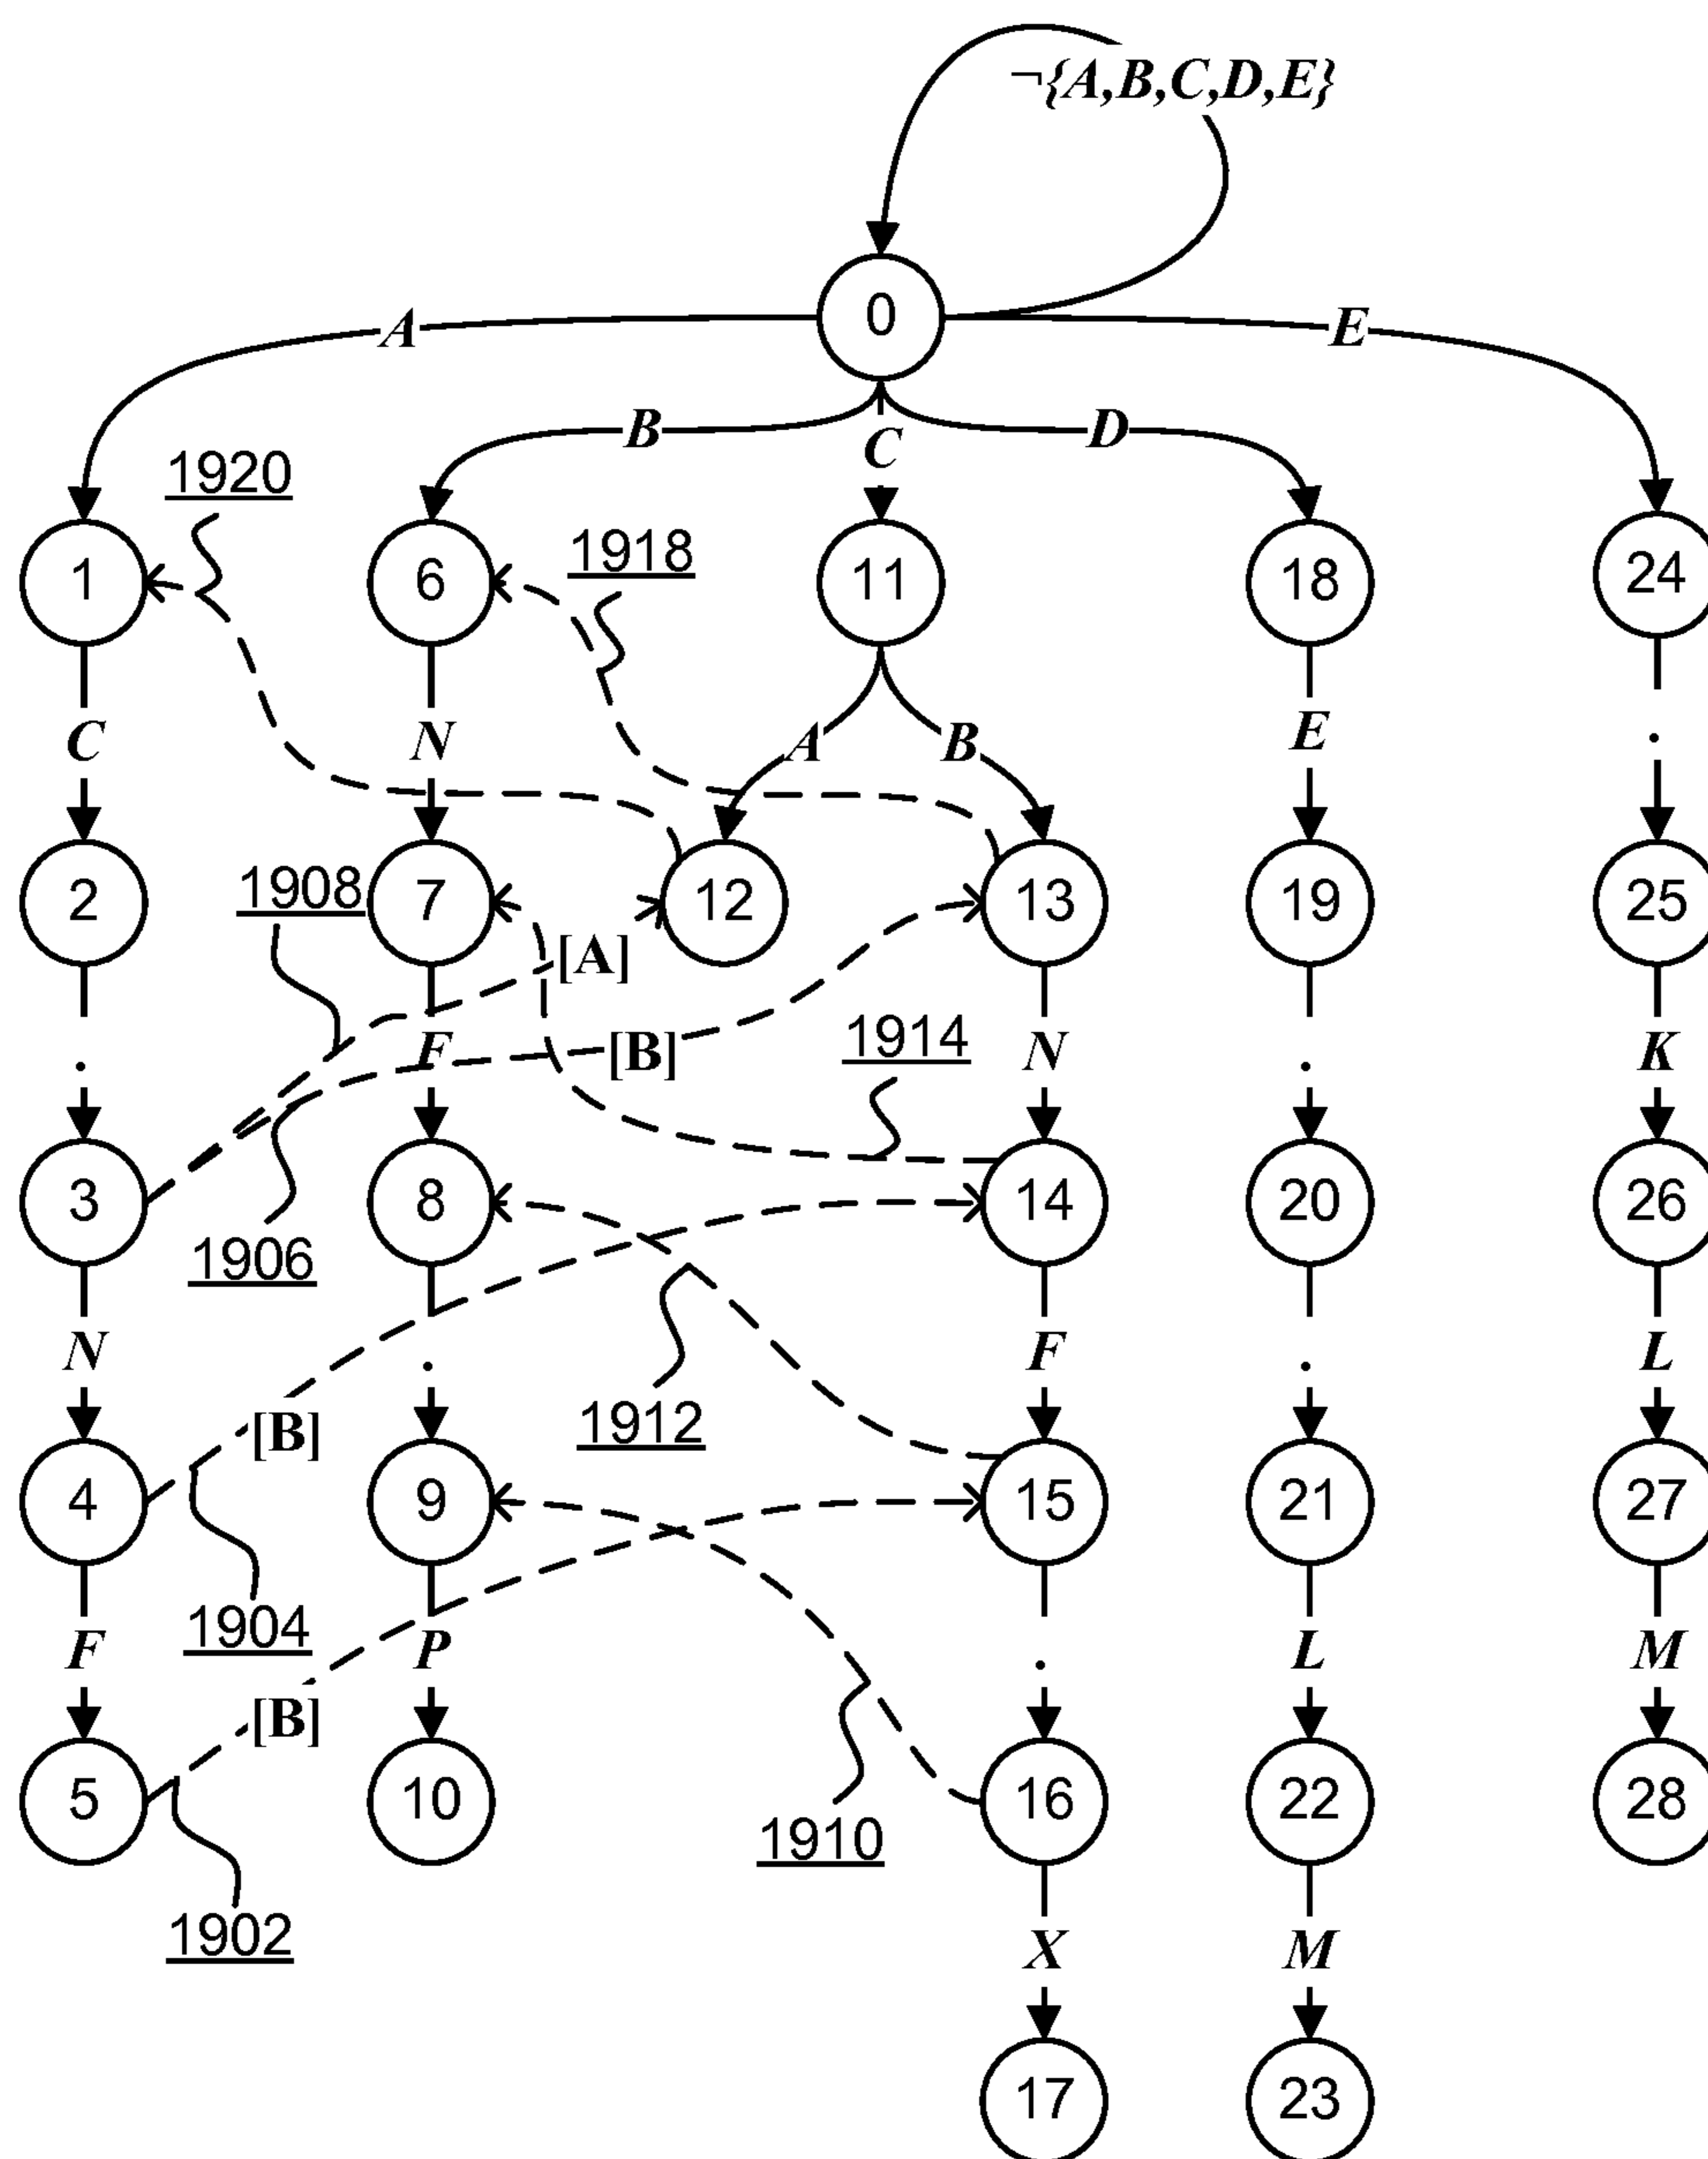 ¬{A,B,C,D,E}
0
A
E
B
C
D
1920
1918
1
6
11
18
24
C
N
A
B
E
.
1908
2
7
12
13
19
25
[A]
1914
.
F
[B]
N
.
K
3
8
14
20
26
1906
N
.
F
.
L
[B]
1912
4
9
15
21
27
1904
F
P
.
L
M
[B]
5
10
16
22
28
1910
1902
X
M
17
23